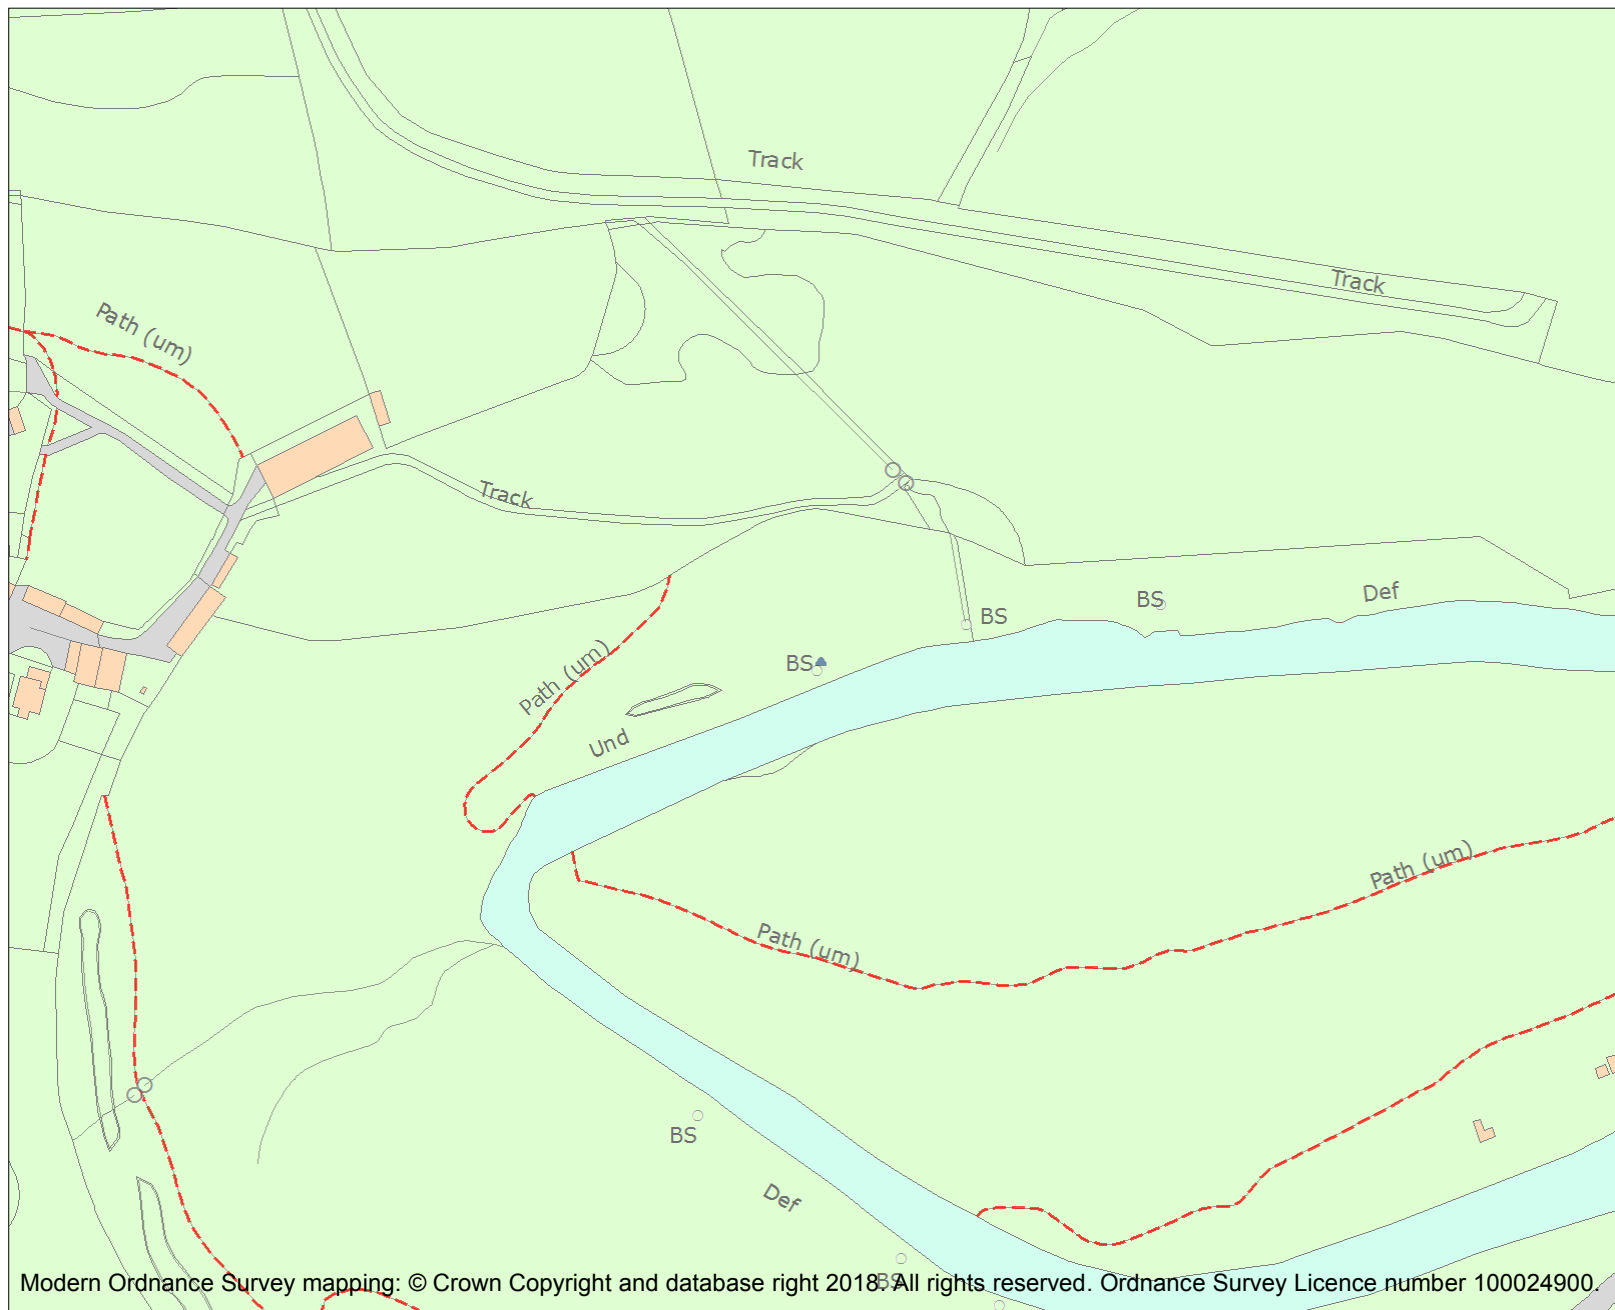 Track
Track
Path (um)
Track
Def
BS
BS
BS
Path (um)
Und
Path (um)
Path (um)
BS
Def
BS
Modern Ordnance Survey mapping: © Crown Copyright and database right 2018. All rights reserved. Ordnance Survey Licence number 100024900.